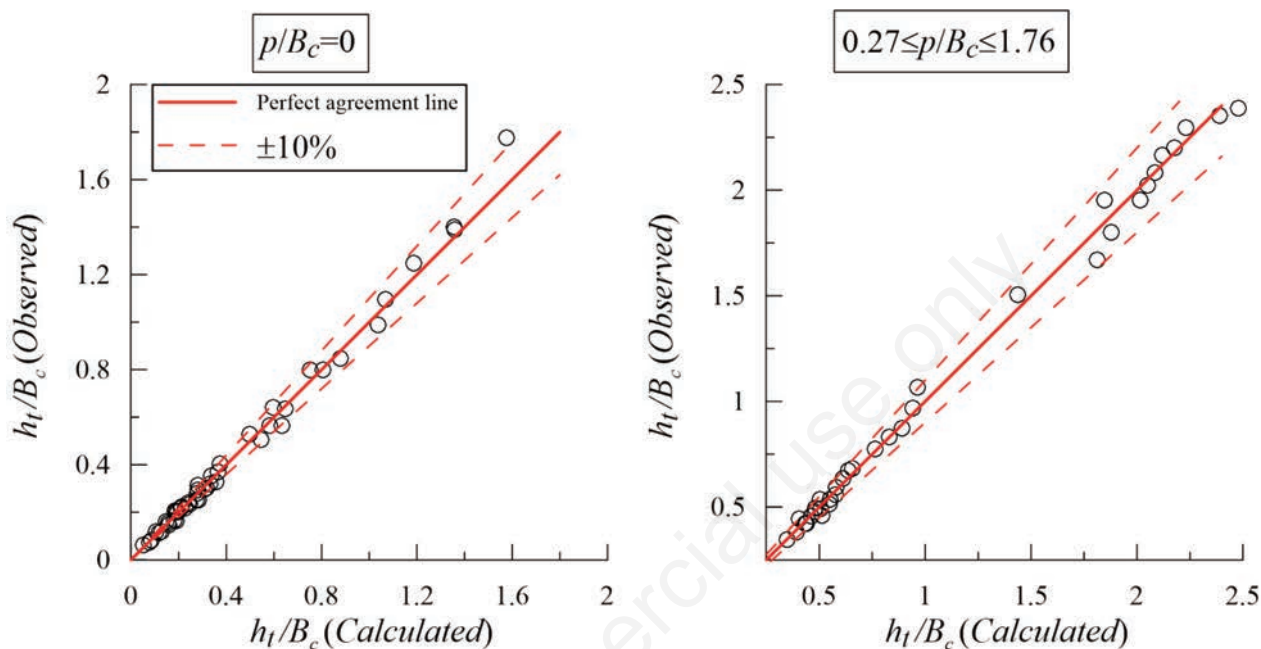 p/Bc=0
2
Perfect agreement line
±10%
1.6
1.2
0.8
0.4
0
ht/Bc (Observed)
0 0.4 0.8 1.2 1.6 2
ht/Bc (Calculated)
0.27≤p/Bc≤1.76
2.5
2
1.5
1
0.5
ht/Bc (Observed)
0.5 1 1.5 2 2.5
ht/Bc (Calculated)
ercial use only